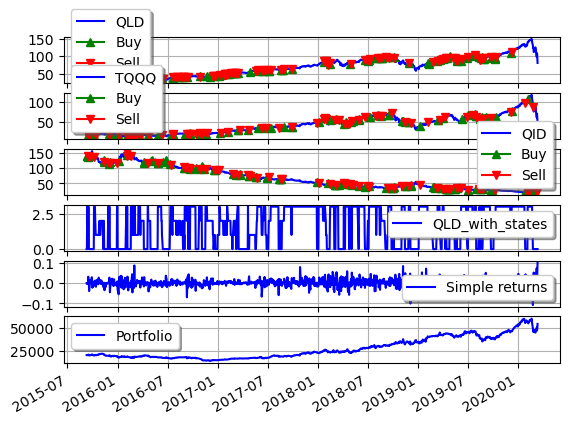 QLD
Buy
Sell
150
100
50
TQQQ
Buy
Sell
100
50
QID
Buy
Sell
150
100
50
QLD_with_states
2.5
0.0
Simple returns
0.1
0.0
−0.1
Portfolio
50000
25000
2015-07
2016-01
2016-07
2017-01
2017-07
2018-01
2018-07
2019-01
2019-07
2020-01